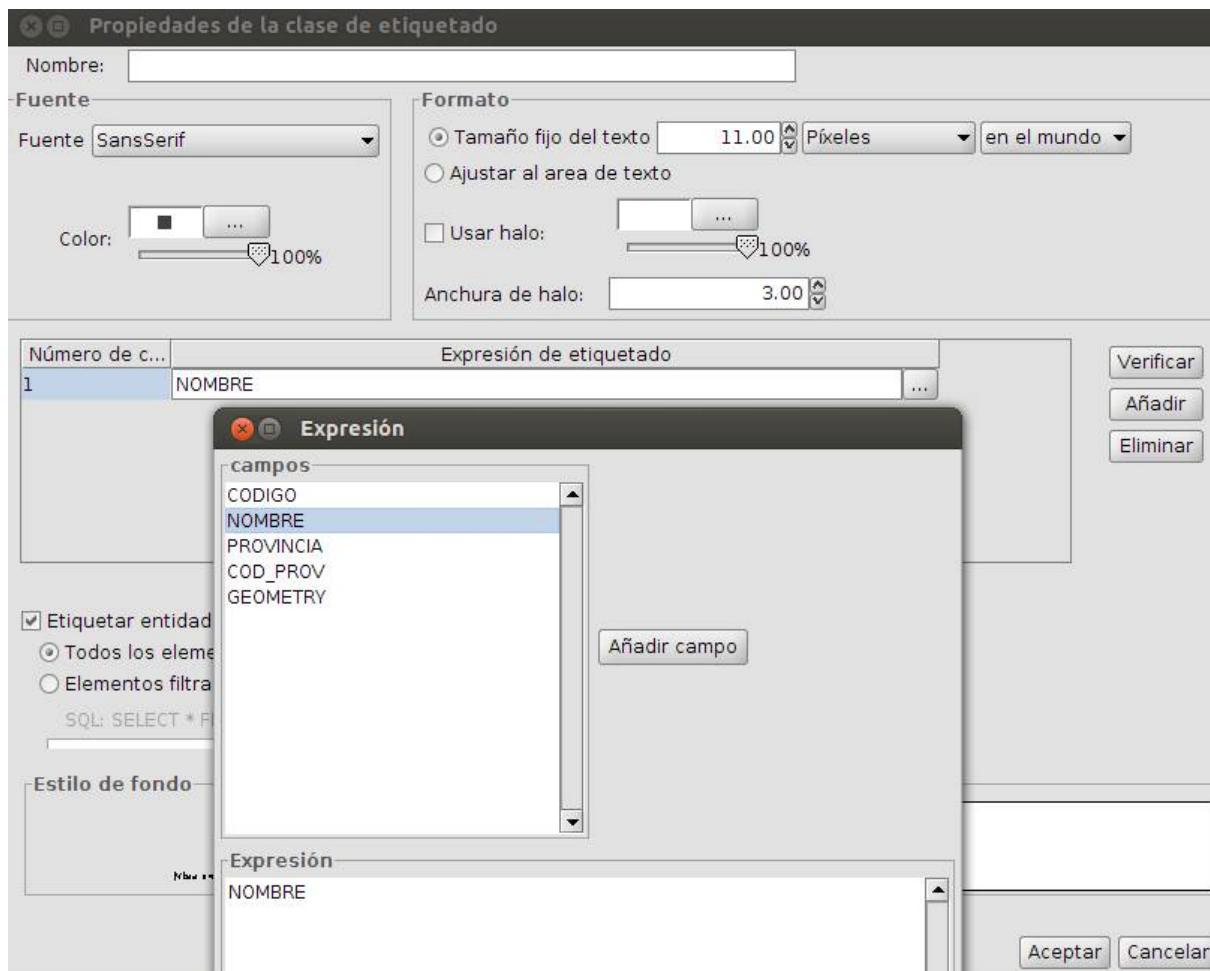 Propiedades de la clase de etiquetado
Nombre:
Fuente
Fuente SansSerif
Color: ... 100%
Formato
Tamaño fijo del texto 11.00 Píxeles en el mundo
Ajustar al area de texto
Usar halo: ... 100%
Anchura de halo: 3.00
Número de c... Expresión de etiquetado
1 NOMBRE ...
Verificar
Añadir
Eliminar
Expresión
campos
CODIGO
NOMBRE
PROVINCIA
COD_PROV
GEOMETRY
Añadir campo
Etiquetar entidad
Todos los eleme
Elementos filtra
SQL: SELECT * F
Estilo de fondo
Expresión
NOMBRE
Aceptar Cancelar